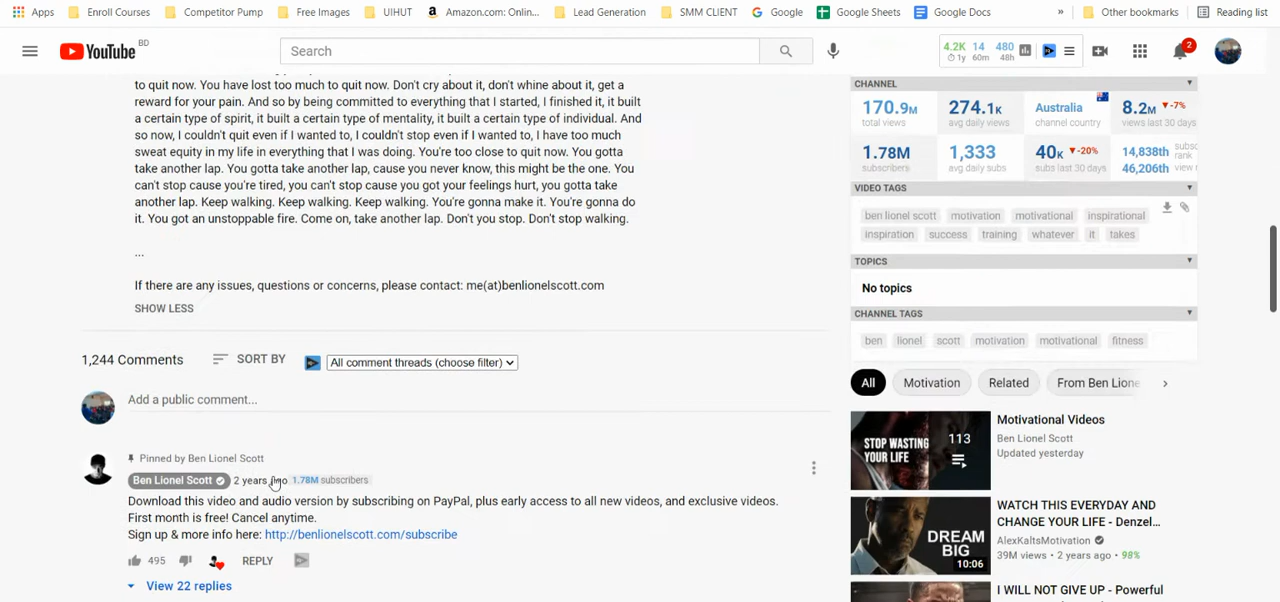 Apps Enroll Courses Competitor Pump Free Images UIHUT Amazon.com: Onlin... Lead Generation SMM CLIENT Google Google Sheets Google Docs » Other bookmarks Reading list
YouTube BD Search 4.2K 14 480 1y 60m 48h 2
to quit now. You have lost too much to quit now. Don't cry about it, don't whine about it, get a
reward for your pain. And so by being committed to everything that I started, I finished it, it built
a certain type of spirit, it built a certain type of mentality, it built a certain type of individual. And
so now, I couldn't quit even if I wanted to, I couldn't stop even if I wanted to, I have too much
sweat equity in my life in everything that I was doing. You're too close to quit now. You gotta
take another lap. You gotta take another lap, cause you never know, this might be the one. You
can't stop cause you're tired, you can't stop cause you got your feelings hurt, you gotta take
another lap. Keep walking. Keep walking. Keep walking. You're gonna make it. You're gonna do
it. You got an unstoppable fire. Come on, take another lap. Don't you stop. Don't stop walking.
...
If there are any issues, questions or concerns, please contact: me(at)benlionelscott.com
SHOW LESS
1,244 Comments SORT BY All comment threads (choose filter)
Add a public comment...
Pinned by Ben Lionel Scott
Ben Lionel Scott 2 years 1.78M subscribers
Download this video and audio version by subscribing on PayPal, plus early access to all new videos, and exclusive videos.
First month is free! Cancel anytime.
Sign up & more info here: http://benlionelscott.com/subscribe
495 REPLY
View 22 replies
CHANNEL
170.9M 274.1K Australia 8.2M -7%
total views avg daily views channel country views last 30 days
1.78M 1,333 40K -20% 14,838th subsc rank
subscribers avg daily subs subs last 30 days 46,206th view r
VIDEO TAGS
ben lionel scott motivation motivational inspirational
inspiration success training whatever it takes
TOPICS
No topics
CHANNEL TAGS
ben lionel scott motivation motivational fitness
All Motivation Related From Ben Lione
STOP WASTING YOUR LIFE 113
Motivational Videos
Ben Lionel Scott
Updated yesterday
DREAM BIG 10:06
WATCH THIS EVERYDAY AND
CHANGE YOUR LIFE - Denzel...
AlexKaltsMotivation
39M views • 2 years ago • 98%
I WILL NOT GIVE UP - Powerful